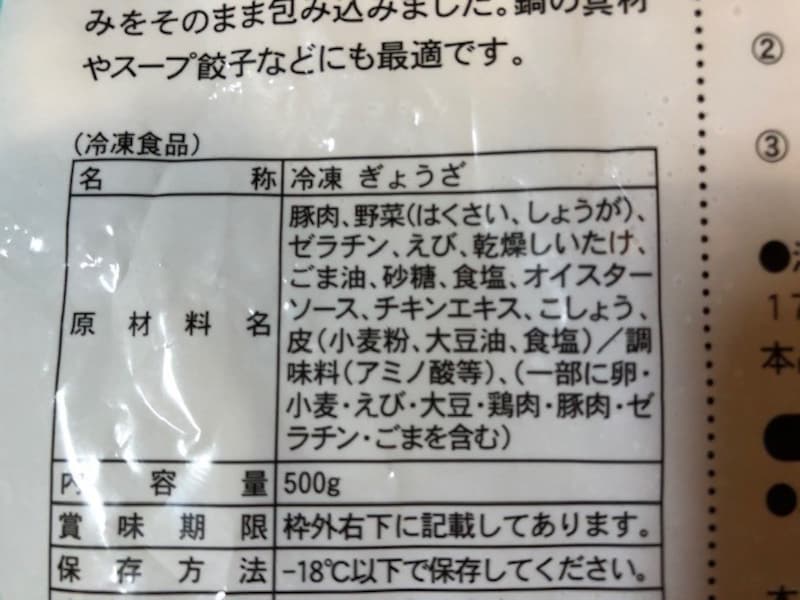 みをそのまま包み込みました。鍋の具材
やスープ餃子などにも最適です。
②
③
(冷凍食品)
名称 冷凍 ぎょうざ
原材料名
豚肉、野菜(はくさい、しょうが)、
ゼラチン、えび、乾燥しいたけ、
ごま油、砂糖、食塩、オイスター
ソース、チキンエキス、こしょう、
皮(小麦粉、大豆油、食塩)／調
味料(アミノ酸等)、(一部に卵・
小麦・えび・大豆・鶏肉・豚肉・ゼ
ラチン・ごまを含む)
内容量 500g
賞味期限 枠外右下に記載してあります。
保存方法 -18℃以下で保存してください。
17
本